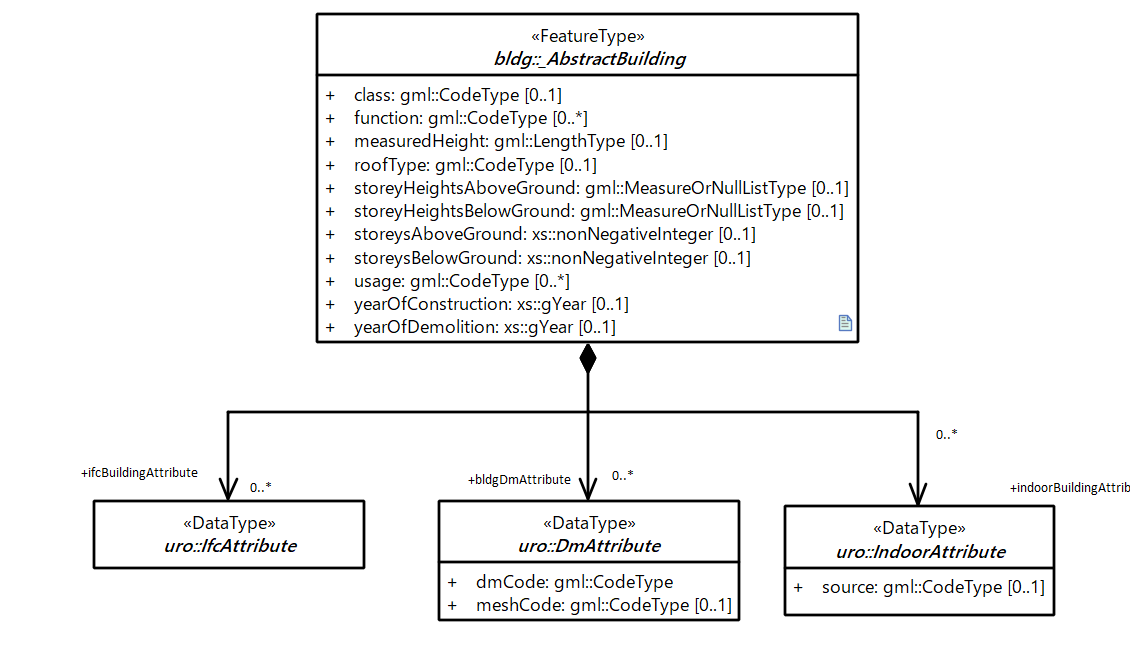 «FeatureType»
bldg::_AbstractBuilding
+ class: gml::CodeType [0..1]
+ function: gml::CodeType [0..*]
+ measuredHeight: gml::LengthType [0..1]
+ roofType: gml::CodeType [0..1]
+ storeyHeightsAboveGround: gml::MeasureOrNullListType [0..1]
+ storeyHeightsBelowGround: gml::MeasureOrNullListType [0..1]
+ storeysAboveGround: xs::nonNegativeInteger [0..1]
+ storeysBelowGround: xs::nonNegativeInteger [0..1]
+ usage: gml::CodeType [0..*]
+ yearOfConstruction: xs::gYear [0..1]
+ yearOfDemolition: xs::gYear [0..1]
+ifcBuildingAttribute
0..*
+bldgDmAttribute
0..*
0..*
+indoorBuildingAttrib
«DataType»
uro::IfcAttribute
«DataType»
uro::DmAttribute
+ dmCode: gml::CodeType
+ meshCode: gml::CodeType [0..1]
«DataType»
uro::IndoorAttribute
+ source: gml::CodeType [0..1]